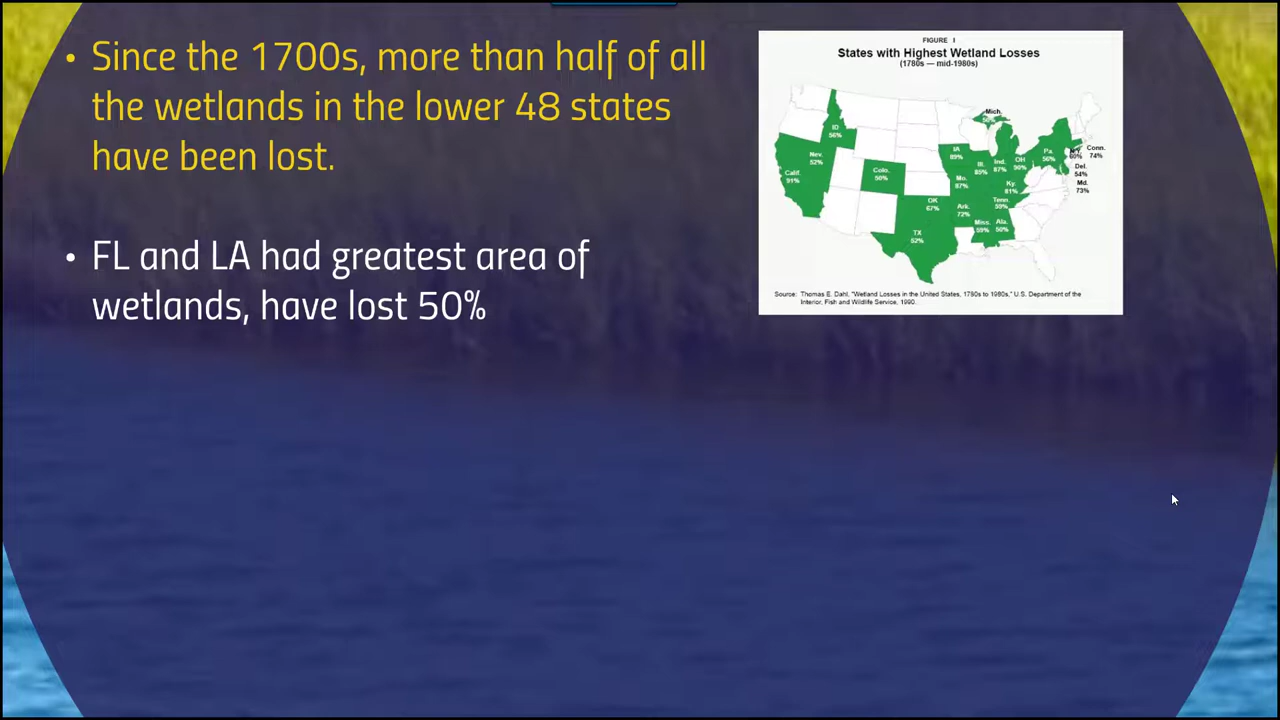 • Since the 1700s, more than half of all
the wetlands in the lower 48 states
have been lost.
• FL and LA had greatest area of
wetlands, have lost 50%
FIGURE 1
States with Highest Wetland Losses
(1780s — mid-1980s)
Mich.
50%
ID
56%
Nev.
52%
Calif.
91%
Colo.
50%
IA
89%
Ill.
85%
Ind.
87%
OH
90%
Pa.
56%
N.Y.
60%
Conn.
74%
Del.
54%
Md.
73%
Mo.
87%
Ky.
81%
Tenn.
59%
OK
67%
Ark.
72%
Miss.
59%
Ala.
50%
TX
52%
Source: Thomas E. Dahl, "Wetland Losses in the United States, 1780s to 1980s," U.S. Department of the
Interior, Fish and Wildlife Service, 1990.